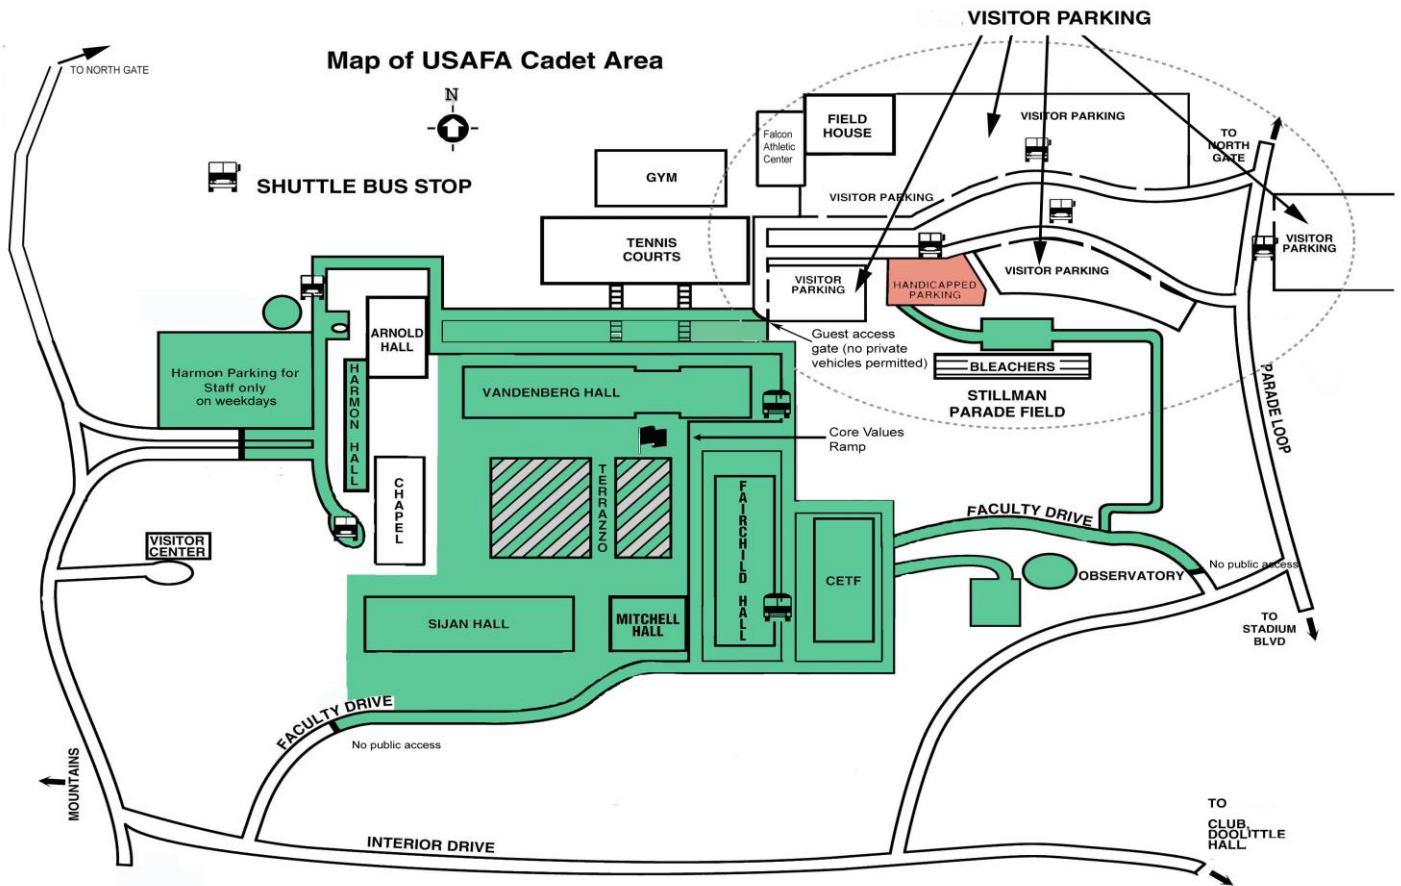 VISITOR PARKING
Map of USAFA Cadet Area
TO NORTH GATE
N
SHUTTLE BUS STOP
FIELD
HOUSE
Falcon
Athletic
Center
VISITOR PARKING
TO
NORTH
GATE
GYM
VISITOR PARKING
TENNIS
COURTS
VISITOR
PARKING
VISITOR PARKING
VISITOR
PARKING
HANDICAPPED
PARKING
ARNOLD
HALL
Guest access
gate (no private
vehicles permitted)
BLEACHERS
STILLMAN
PARADE FIELD
PARADE LOOP
Harmon Parking for
Staff only
on weekdays
HARMON HALL
VANDENBERG HALL
Core Values
Ramp
CHAPEL
TERRAZZO
FAIRCHILD HALL
FACULTY DRIVE
VISITOR
CENTER
CETF
OBSERVATORY
No public access
SIJAN HALL
MITCHELL
HALL
TO
STADIUM
BLVD
FACULTY DRIVE
No public access
MOUNTAINS
INTERIOR DRIVE
TO
CLUB,
DOOLITTLE
HALL